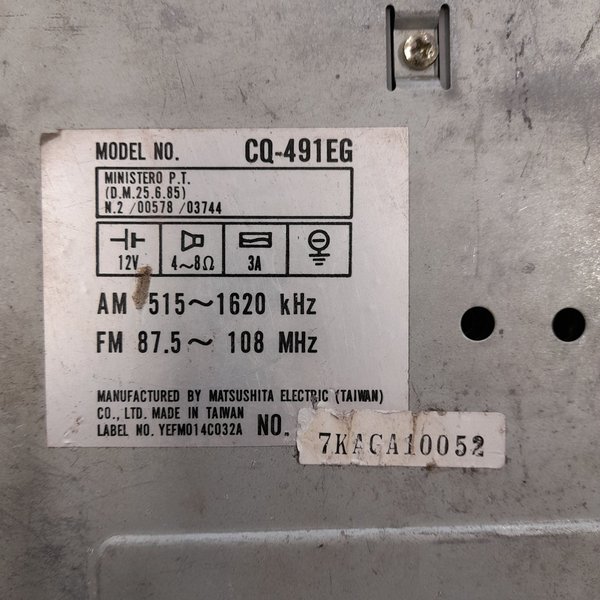 MODEL NO. CQ-491EG
MINISTERO P.T.
(D.M.25.6.85)
N.2 /00578 /03744
12V 4~8Ω 3A
AM 515~1620 kHz
FM 87.5~ 108 MHz
MANUFACTURED BY MATSUSHITA ELECTRIC (TAIWAN)
CO., LTD. MADE IN TAIWAN
LABEL NO. YEFM014C032A NO. 7KACA10052